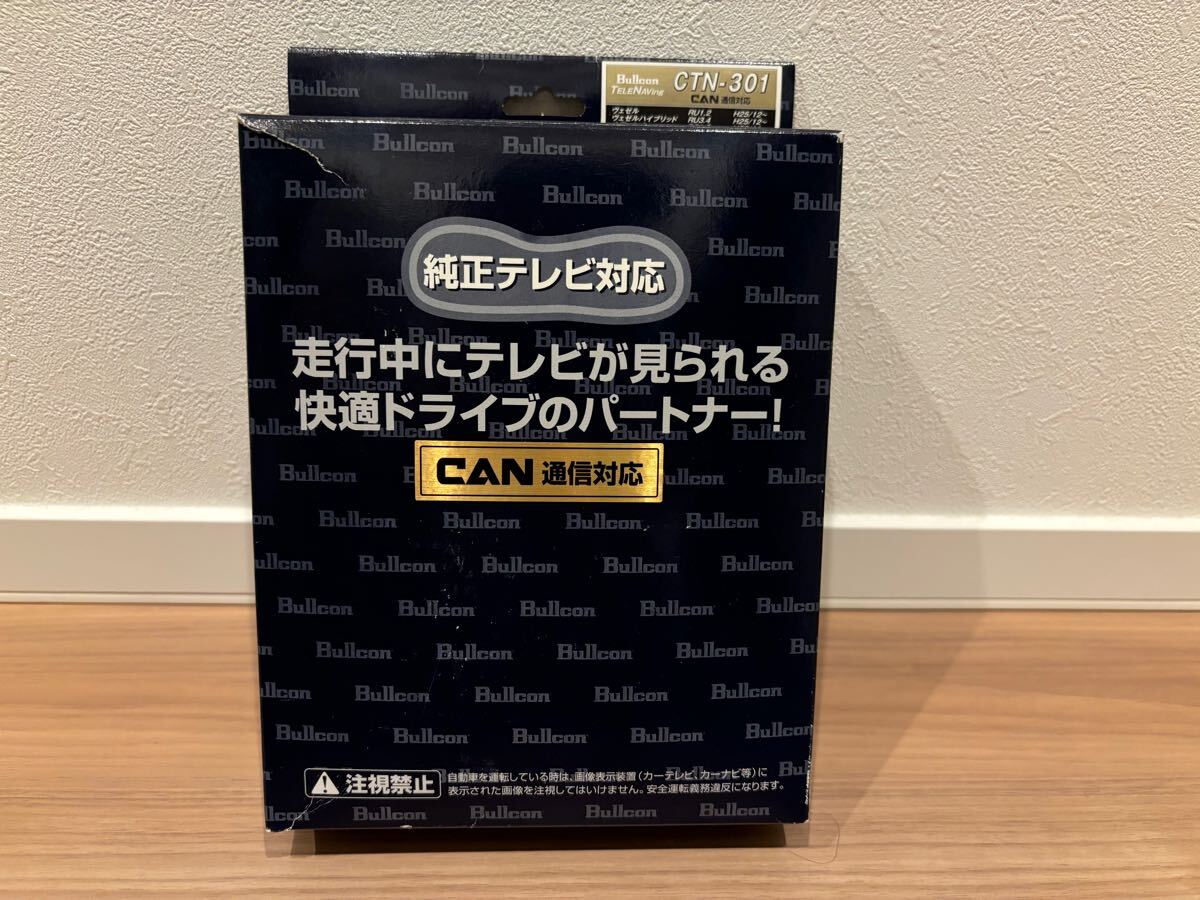 Bullcon CTN-301
TELENAVing CAN 通信対応
ヴェゼル RU1.2 H25/12~
ヴェゼルハイブリッド RU3.4 H25/12~
純正テレビ対応
走行中にテレビが見られる
快適ドライブのパートナー!
CAN 通信対応
注視禁止
自動車を運転している時は、画像表示装置(カーテレビ、カーナビ等)に
表示された画像を注視してはいけません。安全運転義務違反になります。
Bullcon Bullcon Bullcon Bullcon